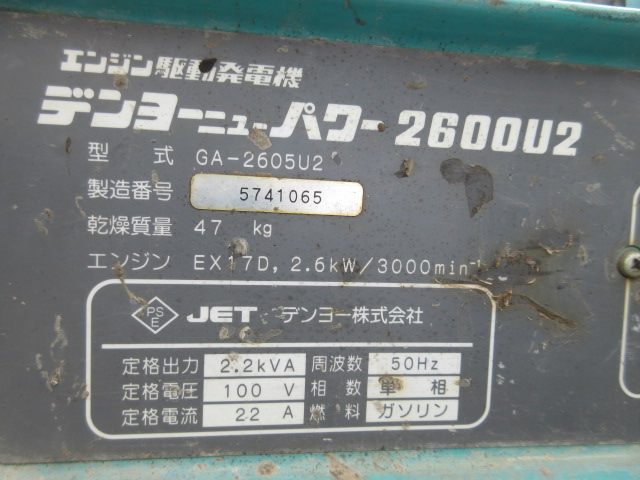 エンジン駆動発電機
デンヨーニューパワー2600U2
型式 GA-2605U2
製造番号 5741065
乾燥質量 47 kg
エンジン EX17D, 2.6kW/3000min⁻¹
PSE JET デンヨー株式会社
定格出力 2.2kVA 周波数 50Hz
定格電圧 100 V 相数 単相
定格電流 22 A 燃料 ガソリン